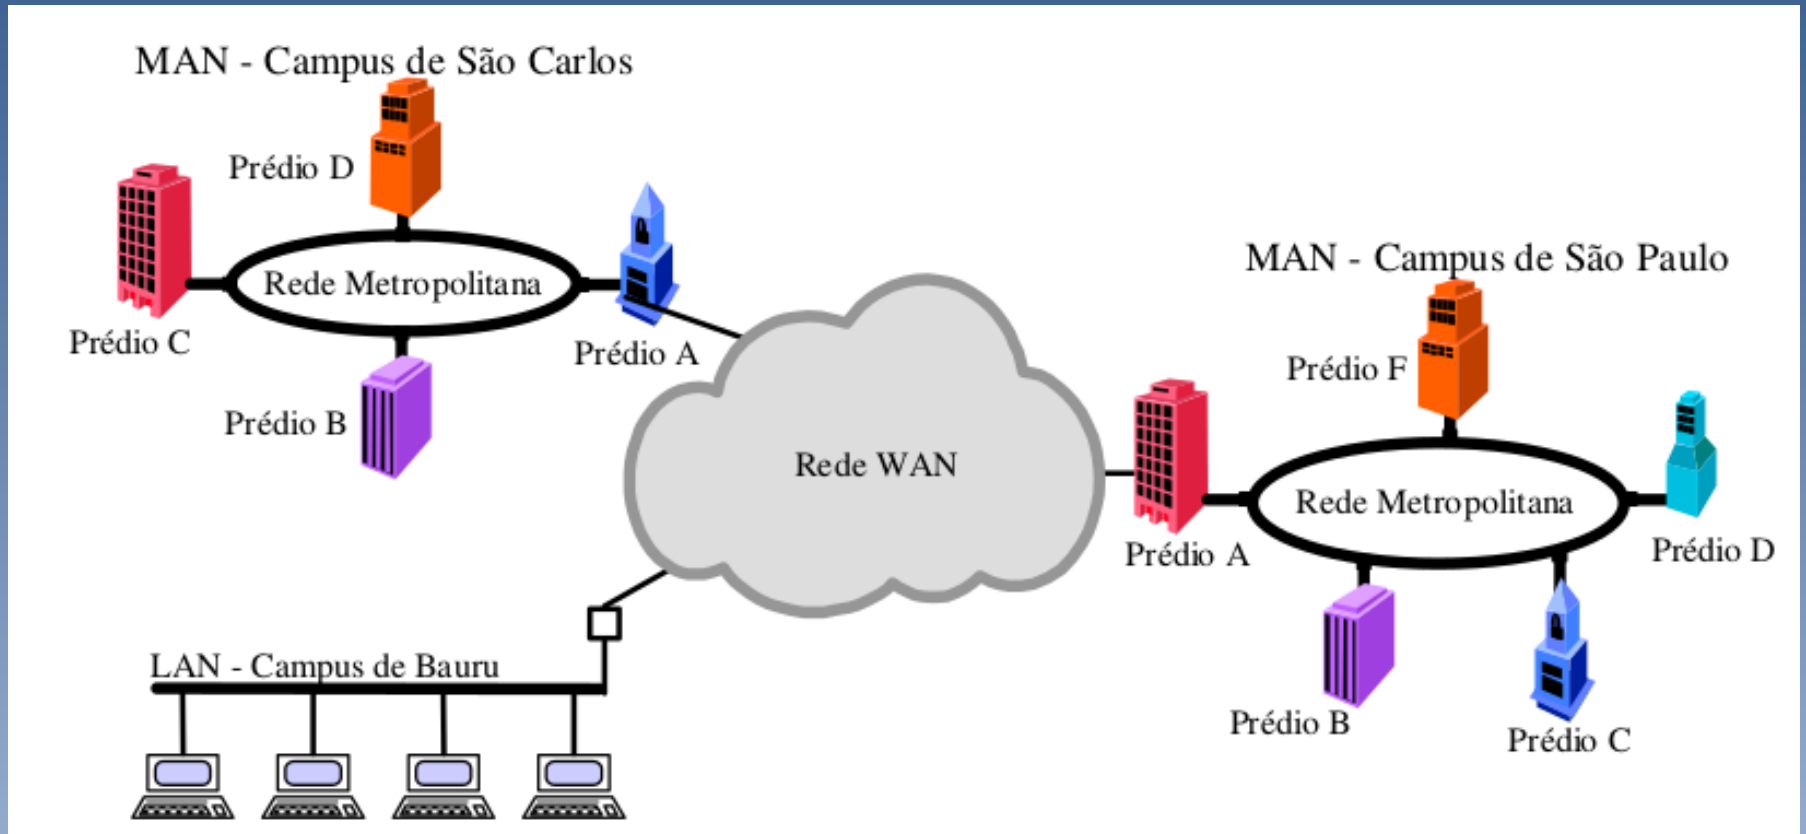 MAN - Campus de São Carlos
Prédio D
Rede Metropolitana
Prédio C
Prédio A
Prédio B
MAN - Campus de São Paulo
Prédio F
Rede WAN
Rede Metropolitana
Prédio A
Prédio D
Prédio B
Prédio C
LAN - Campus de Bauru